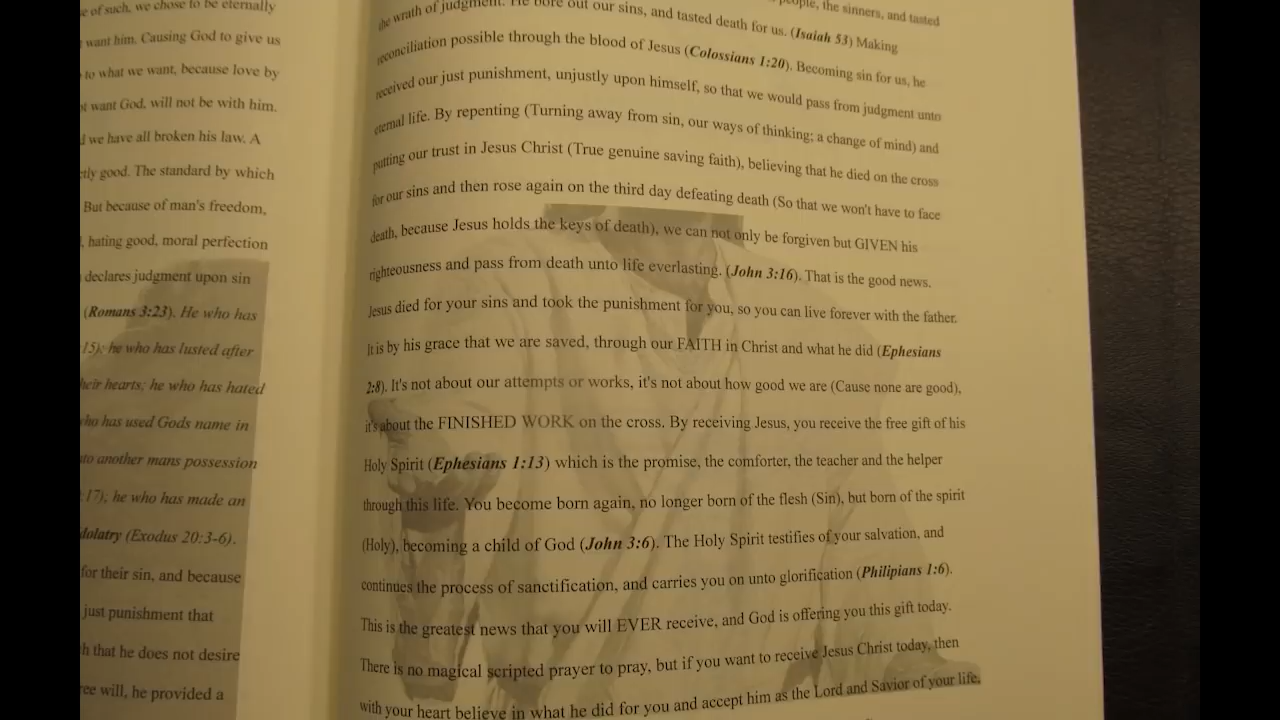 e of such, we chose to be eternally
want him. Causing God to give us
to what we want, because love by
want God, will not be with him.
we have all broken his law. A
good. The standard by which
But because of man's freedom,
hating good, moral perfection
declares judgment upon sin
(Romans 3:23). He who has
15); he who has lusted after
heir hearts; he who has hated
who has used Gods name in
to another mans possession
:17); he who has made an
dolatry (Exodus 20:3-6).
for their sin, and because
just punishment that
h that he does not desire
ree will, he provided a
people, the sinners, and tasted
the wrath of judgment. He bore out our sins, and tasted death for us. (Isaiah 53) Making
reconciliation possible through the blood of Jesus (Colossians 1:20). Becoming sin for us, he
received our just punishment, unjustly upon himself, so that we would pass from judgment unto
eternal life. By repenting (Turning away from sin, our ways of thinking; a change of mind) and
putting our trust in Jesus Christ (True genuine saving faith), believing that he died on the cross
for our sins and then rose again on the third day defeating death (So that we won't have to face
death, because Jesus holds the keys of death), we can not only be forgiven but GIVEN his
righteousness and pass from death unto life everlasting. (John 3:16). That is the good news.
Jesus died for your sins and took the punishment for you, so you can live forever with the father.
It is by his grace that we are saved, through our FAITH in Christ and what he did (Ephesians
2:8). It's not about our attempts or works, it's not about how good we are (Cause none are good),
it's about the FINISHED WORK on the cross. By receiving Jesus, you receive the free gift of his
Holy Spirit (Ephesians 1:13) which is the promise, the comforter, the teacher and the helper
through this life. You become born again, no longer born of the flesh (Sin), but born of the spirit
(Holy), becoming a child of God (John 3:6). The Holy Spirit testifies of your salvation, and
continues the process of sanctification, and carries you on unto glorification (Philipians 1:6).
This is the greatest news that you will EVER receive, and God is offering you this gift today.
There is no magical scripted prayer to pray, but if you want to receive Jesus Christ today, then
with your heart believe in what he did for you and accept him as the Lord and Savior of your life.